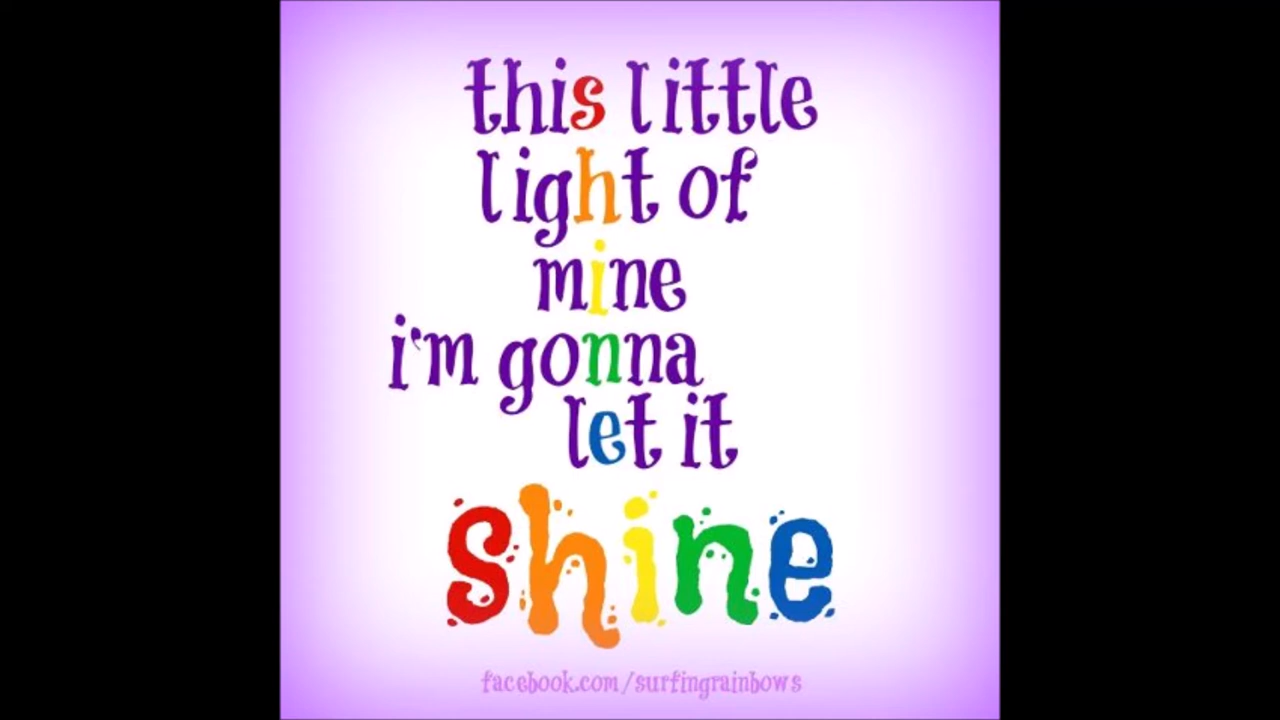 this little
light of
mine
i'm gonna
let it
shine
facebook.com/surfingrainbows